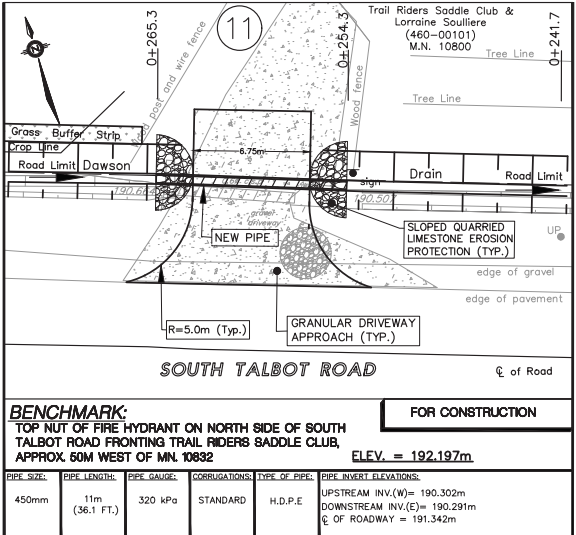 Trail Riders Saddle Club &
Lorraine Soulliere
(460-00101)
M.N. 10800
0+265.3
11
0+254.3
0+241.7
post and wire fence
Wood fence
Tree Line
Tree Line
Grass Buffer Strip
Crop Line
Road Limit Dawson
6.75m
Drain
Road Limit
sign
190.507
gravel
driveway
NEW PIPE
SLOPED QUARRIED
LIMESTONE EROSION
PROTECTION (TYP.)
UP
edge of gravel
edge of pavement
R=5.0m (Typ.)
GRANULAR DRIVEWAY
APPROACH (TYP.)
SOUTH TALBOT ROAD
℄ of Road
BENCHMARK:
TOP NUT OF FIRE HYDRANT ON NORTH SIDE OF SOUTH
TALBOT ROAD FRONTING TRAIL RIDERS SADDLE CLUB,
APPROX. 50M WEST OF MN. 10832
ELEV. = 192.197m
FOR CONSTRUCTION
PIPE SIZE: PIPE LENGTH: PIPE GAUGE: CORRUGATIONS: TYPE OF PIPE: PIPE INVERT ELEVATIONS:
450mm 11m (36.1 FT.) 320 kPa STANDARD H.D.P.E
UPSTREAM INV.(W)= 190.302m
DOWNSTREAM INV.(E)= 190.291m
℄ OF ROADWAY = 191.342m